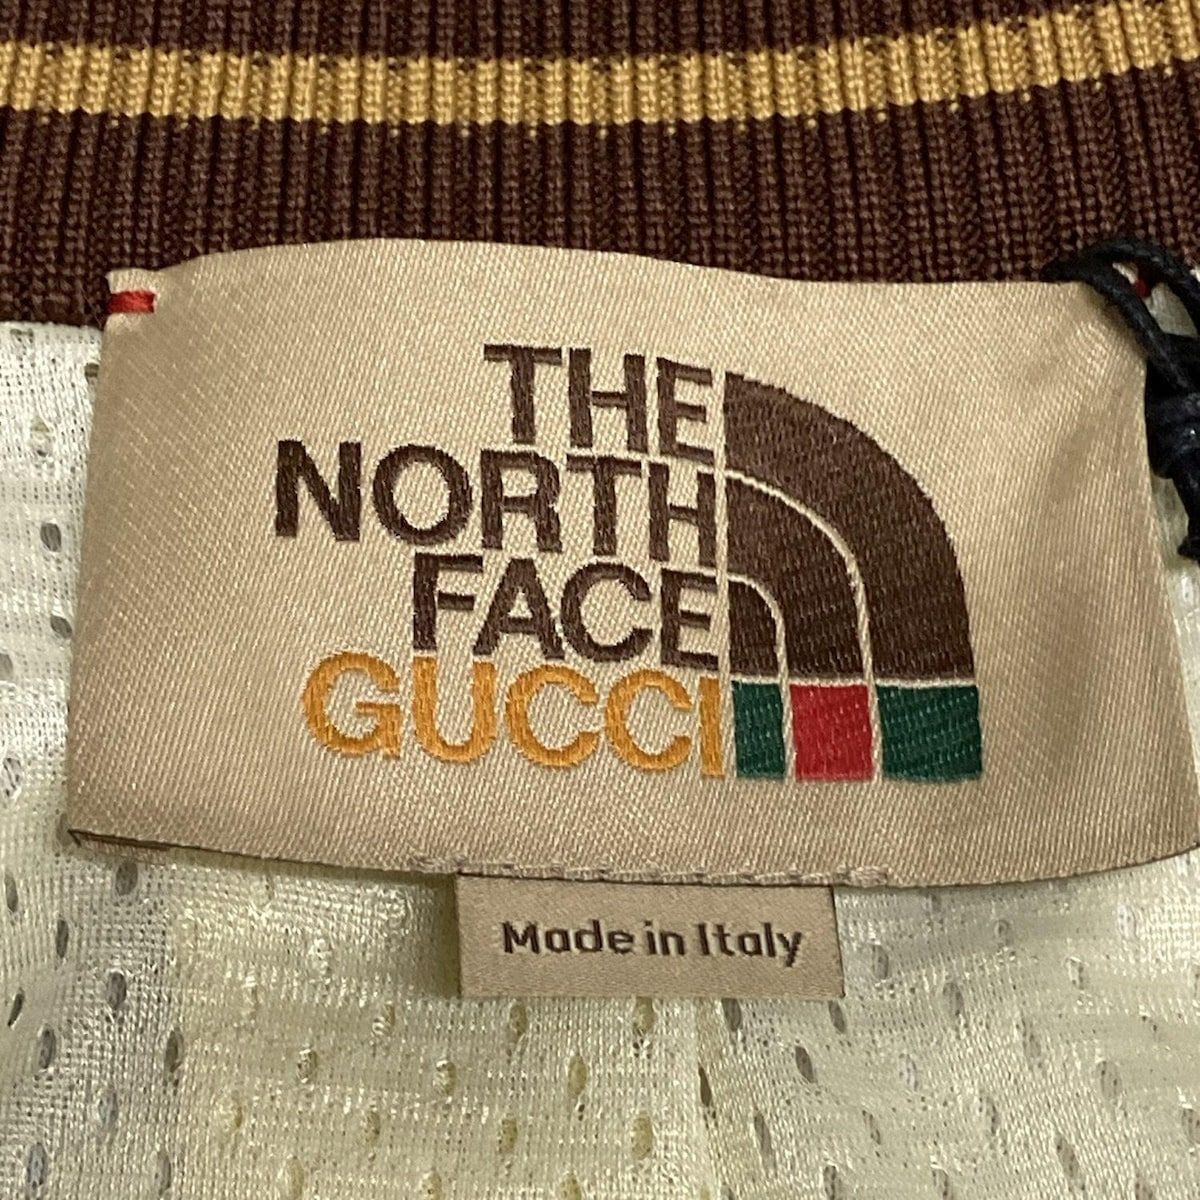 THE
NORTH
FACE
GUCCI
Made in Italy